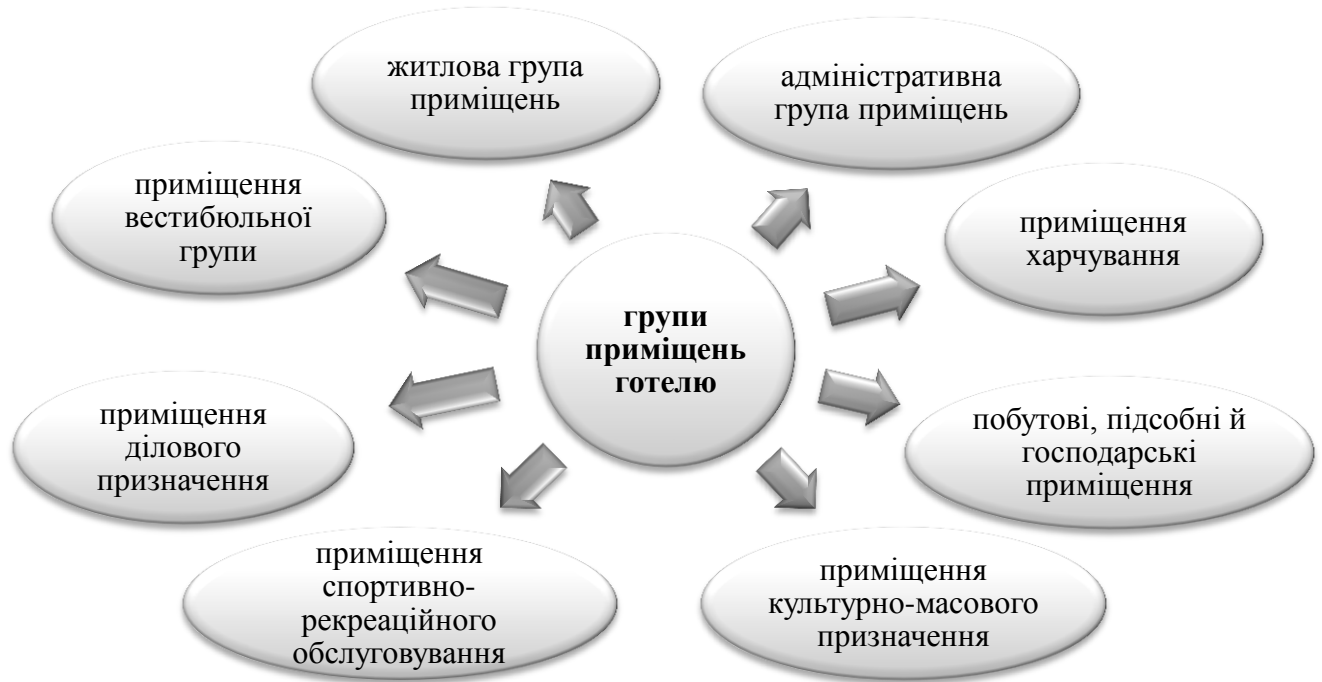 житлова група
приміщень
адміністративна
група приміщень
приміщення
вестибюльної
групи
приміщення
харчування
групи
приміщень
готелю
приміщення
ділового
призначення
побутові, підсобні й
господарські
приміщення
приміщення
спортивно-
рекреаційного
обслуговування
приміщення
культурно-масового
призначення